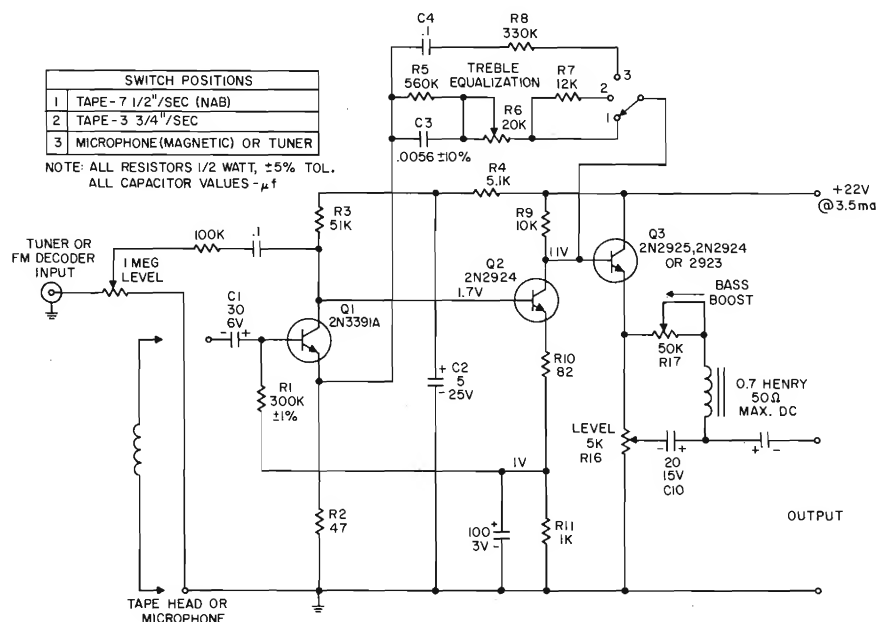 C4
.1
R8
330K
SWITCH POSITIONS
1 TAPE-7 1/2"/SEC (NAB)
2 TAPE-3 3/4"/SEC
3 MICROPHONE(MAGNETIC) OR TUNER
NOTE: ALL RESISTORS 1/2 WATT, ±5% TOL.
ALL CAPACITOR VALUES-μf
R5
560K
TREBLE
EQUALIZATION
R7
12K
3
2
1
R6
20K
C3
.0056 ±10%
R4
5.1K
+22V
@3.5ma
R3
51K
R9
10K
Q3
2N2925,2N2924
OR 2923
11V
100K
.1
TUNER OR
FM DECODER
INPUT
1 MEG
LEVEL
Q2
2N2924
1.7V
BASS
BOOST
C1
30
6V
- +
Q1
2N3391A
50K
R17
R1
300K
±1%
+ C2
5
- 25V
R10
82
0.7 HENRY
50Ω
MAX. DC
LEVEL
5K
R16
- +
20
15V
C10
+ -
1V
R2
47
+
100
3V -
R11
1K
OUTPUT
TAPE HEAD OR
MICROPHONE